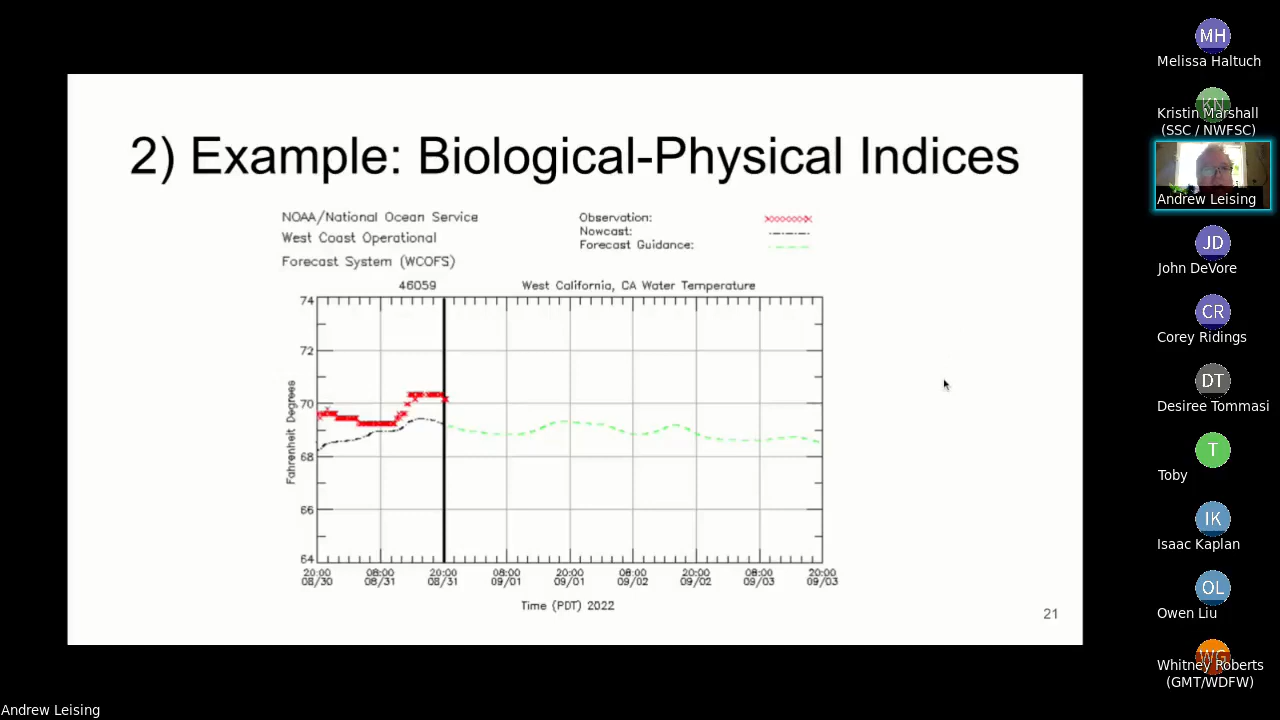 2) Example: Biological-Physical Indices
NOAA/National Ocean Service
West Coast Operational
Forecast System (WCOFS)
Observation:
Nowcast:
Forecast Guidance:
46059
West California, CA Water Temperature
74
72
70
68
66
64
Fahrenheit Degrees
20:00 08:00 20:00 08:00 20:00 08:00 20:00 08:00 20:00
08/30 08/31 08/31 09/01 09/01 09/02 09/02 09/03 09/03
Time (PDT) 2022
21
MH
Melissa Haltuch
KN
Kristin Marshall
(SSC / NWFSC)
Andrew Leising
JD
John DeVore
CR
Corey Ridings
DT
Desiree Tommasi
T
Toby
IK
Isaac Kaplan
OL
Owen Liu
WG
Whitney Roberts
(GMT/WDFW)
Andrew Leising